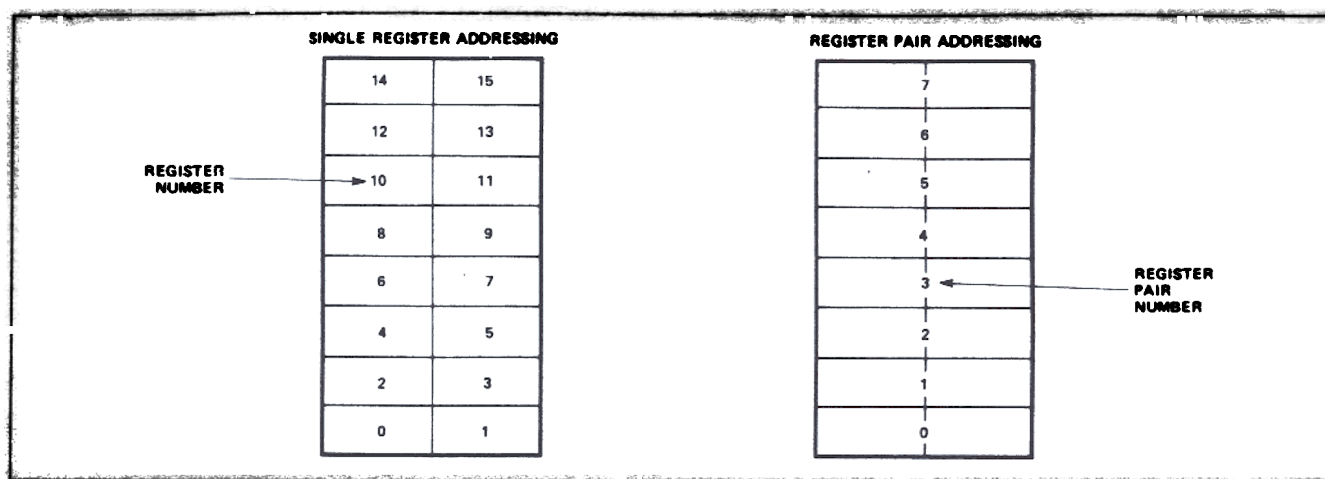 SINGLE REGISTER ADDRESSING
14 15
12 13
REGISTER
NUMBER
10 11
8 9
6 7
4 5
2 3
0 1
REGISTER PAIR ADDRESSING
7
6
5
4
3
2
1
0
REGISTER
PAIR
NUMBER